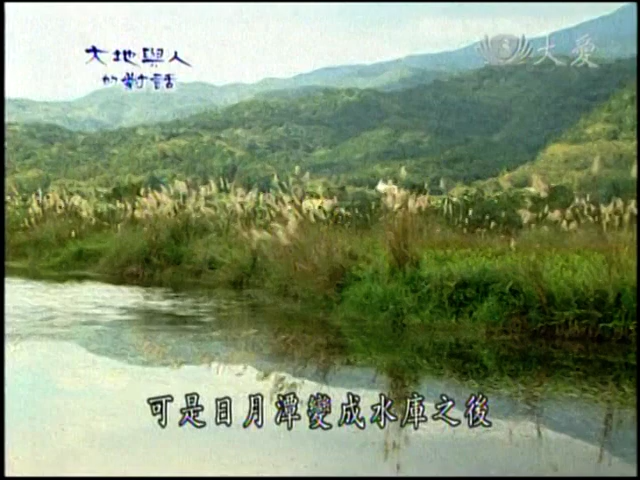 大地與人
的對話
大愛
可是日月潭變成水庫之後